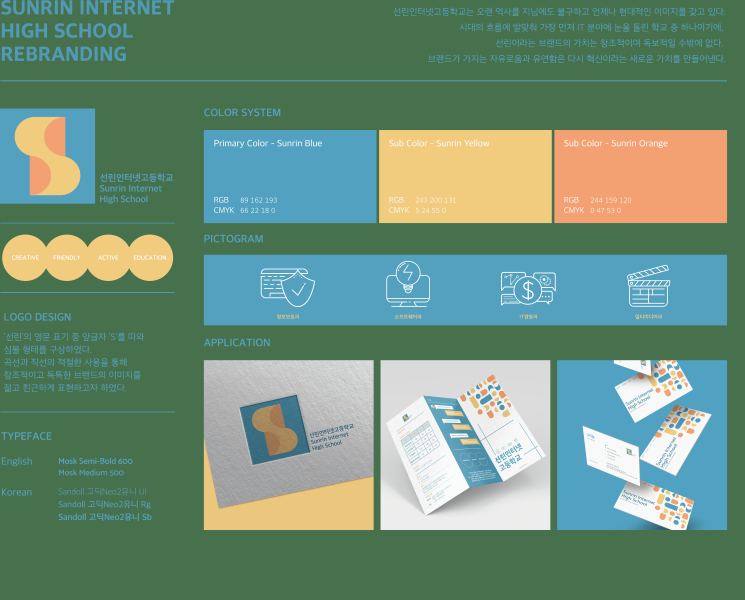 SUNRIN INTERNET
HIGH SCHOOL
REBRANDING
선린인터넷고등학교는 오랜 역사를 지님에도 불구하고 언제나 현대적인 이미지를 갖고 있다.
시대의 흐름에 발맞춰 가장 먼저 IT 분야에 눈을 돌린 학교 중 하나이기에,
선린이라는 브랜드의 가치는 창조적이며 독보적일 수밖에 없다.
브랜드가 가지는 자유로움과 유연함은 다시 혁신이라는 새로운 가치를 만들어낸다.
선린인터넷고등학교
Sunrin Internet
High School
CREATIVE
FRIENDLY
ACTIVE
EDUCATION
LOGO DESIGN
'선린'의 영문 표기 중 앞글자 'S'를 따와
심볼 형태를 구상하였다.
곡선과 직선의 적절한 사용을 통해
창조적이고 독특한 브랜드의 이미지를
젊고 친근하게 표현하고자 하였다.
TYPEFACE
English
Mosk Semi-Bold 600
Mosk Medium 500
Korean
Sandoll 고딕Neo2유니 Ul
Sandoll 고딕Neo2유니 Rg
Sandoll 고딕Neo2유니 Sb
COLOR SYSTEM
Primary Color - Sunrin Blue
RGB 89 162 193
CMYK 66 22 18 0
Sub Color - Sunrin Yellow
RGB 243 200 131
CMYK 5 24 55 0
Sub Color - Sunrin Orange
RGB 244 159 120
CMYK 0 47 53 0
PICTOGRAM
정보보호과
소프트웨어과
IT경영과
멀티미디어과
APPLICATION
선린인터넷고등학교
Sunrin Internet
High School
선린인터넷
고등학교
Sunrin Internet
High School
Sunrin Internet
High School
Sunrin Internet
High School